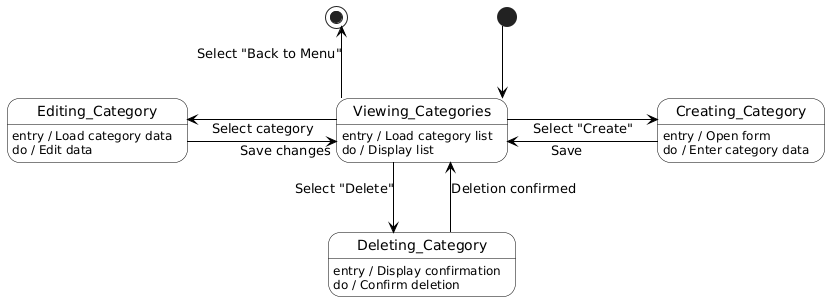 Select "Back to Menu"
Editing_Category
entry / Load category data
do / Edit data
Viewing_Categories
entry / Load category list
do / Display list
Creating_Category
entry / Open form
do / Enter category data
Select category
Save changes
Select "Create"
Save
Select "Delete"
Deletion confirmed
Deleting_Category
entry / Display confirmation
do / Confirm deletion